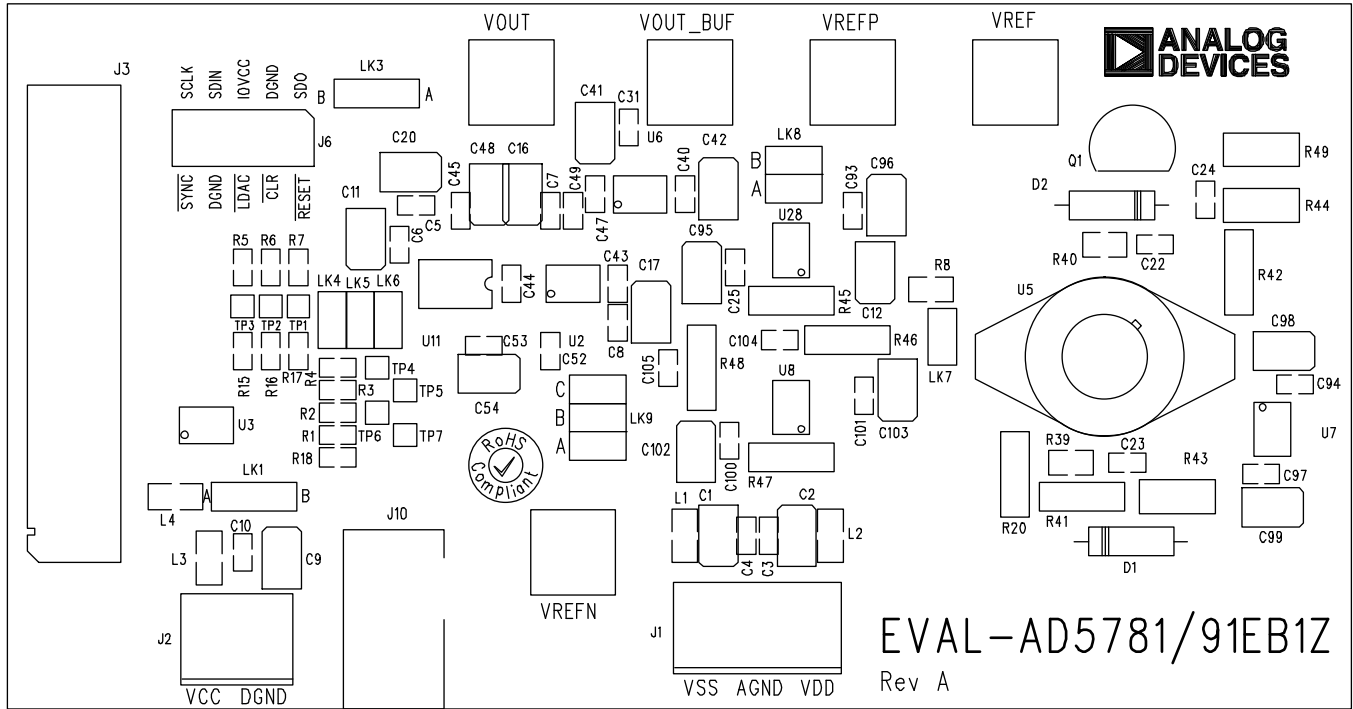 VOUT VOUT_BUF VREFP VREF
ANALOG
DEVICES
J3
SCLK SDIN IOVCC DGND SDO
B LK3 A
J6
SYNC DGND LDAC CLR RESET
C20
C48 C16
C41 C31
U6
C42
LK8
B
A
C96
C93
Q1
R49
D2
C24
R44
C11
C6
C5
C45
C7
C49
C47
C40
C95
U28
R40
C22
R42
R5 R6 R7
LK4 LK5 LK6
C44
C43
C17
C25
R45
C12
R8
U5
TP3 TP2 TP1
U11
C53
U2
C52
C8
C105
R48
C104
R46
LK7
C98
R15 R16 R17
R4
R3
TP4
TP5
C54
U8
C94
U3
R2
R1
TP6
TP7
R18
C
B
A
LK9
C101
C103
U7
RoHS
Compliant
C102
C100
R47
R39
C23
R43
C97
A LK1 B
L4
J10
L1 C1
C2
L2
C4 C3
R20
R41
C99
L3
C10
C9
D1
VREFN
J2
J1
VCC DGND
VSS AGND VDD
EVAL-AD5781/91EB1Z
Rev A